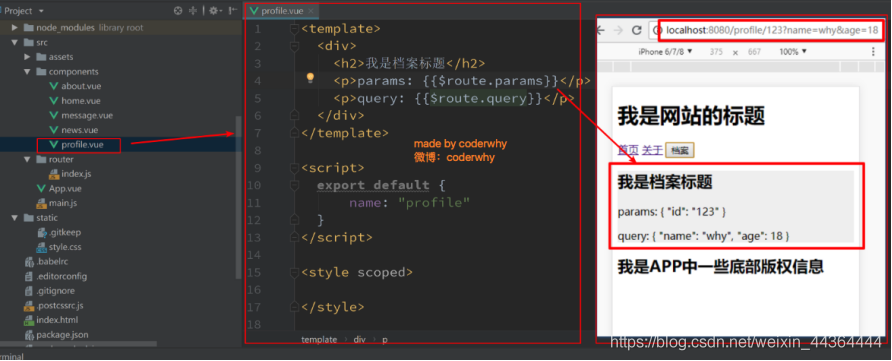 Project
node_modules library root
src
assets
components
about.vue
home.vue
message.vue
news.vue
profile.vue
router
index.js
App.vue
main.js
static
.gitkeep
style.css
.babelrc
.editorconfig
.gitignore
.postcssrc.js
index.html
package.json
rminal
profile.vue ×
1 <template>
2 <div>
3 <h2>我是档案标题</h2>
4 <p>params: {{$route.params}}</p>
5 <p>query: {{$route.query}}</p>
6 </div>
7 </template>
8
9 <script>
10 export default {
11 name: "profile"
12 }
13 </script>
14
15 <style scoped>
16
17 </style>
18
made by coderwhy
微博：coderwhy
template › div › p
localhost:8080/profile/123?name=why&age=18
iPhone 6/7/8 ▼ 375 × 667 100% ▼
我是网站的标题
首页 关于 档案
我是档案标题
params: { "id": "123" }
query: { "name": "why", "age": 18 }
我是APP中一些底部版权信息
https://blog.csdn.net/weixin_44364444